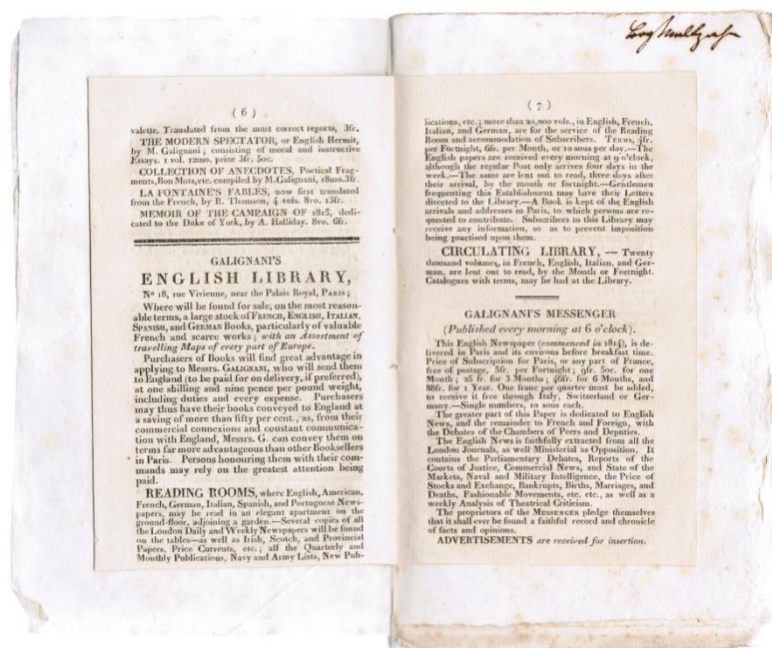 ( 6 )
valette. Translated from the most correct reports, 3fr.
THE MODERN SPECTATOR, or English Hermit,
by M. Galignani; consisting of moral and instructive
Essays. 1 vol. 12mo. price 3fr. 50c.
COLLECTION OF ANECDOTES, Poetical Frag-
ments, Bon Mots, etc. compiled by M. Galignani, 18mo. 3fr.
LA FONTAINE'S FABLES, now first translated
from the French, by R. Thomson, 4 vols. 8vo. 13fr.
MEMOIR OF THE CAMPAIGN OF 1815, dedi-
cated to the Duke of York, by A. Halliday. 8vo. 6fr.
GALIGNANI'S
ENGLISH LIBRARY,
Nº 18, rue Vivienne, near the Palais Royal, PARIS;
Where will be found for sale, on the most reason-
able terms, a large stock of FRENCH, ENGLISH, ITALIAN,
SPANISH, and GERMAN Books, particularly of valuable
French and scarce works; with an Assortment of
travelling Maps of every part of Europe.
Purchasers of Books will find great advantage in
applying to Messrs. GALIGNANI, who will send them
to England (to be paid for on delivery, if preferred),
at one shilling and nine pence per pound weight,
including duties and every expense. Purchasers
may thus have their books conveyed to England at
a saving of more than fifty per cent., as, from their
commercial connexions and constant communica-
tion with England, Messrs. G. can convey them on
terms far more advantageous than other Booksellers
in Paris. Persons honouring them with their com-
mands may rely on the greatest attention being
paid.
READING ROOMS, where English, American,
French, German, Italian, Spanish, and Portuguese News-
papers, may be read in an elegant apartment on the
ground-floor, adjoining a garden.—Several copies of all
the London Daily and Weekly Newspapers will be found
on the tables—as well as Irish, Scotch, and Provincial
Papers, Price Currents, etc.; all the Quarterly and
Monthly Publications, Navy and Army Lists, New Pub-
( 7 )
lications, etc.; more than 20,000 vols., in English, French,
Italian, and German, are for the service of the Reading
Room and accommodation of Subscribers. TERMS, 4fr.
per Fortnight, 6fr. per Month, or 10 sous per day.—The
English papers are received every morning at 9 o'clock,
although the regular Post only arrives four days in the
week.—The same are lent out to read, three days after
their arrival, by the month or fortnight.—Gentlemen
frequenting this Establishment may have their Letters
directed to the Library.—A Book is kept of the English
arrivals and addresses in Paris, to which persons are re-
quested to contribute. Subscribers to this Library may
receive any information, so as to prevent imposition
being practised upon them.
CIRCULATING LIBRARY, — Twenty
thousand volumes, in French, English, Italian, and Ger-
man, are lent out to read, by the Month or Fortnight.
Catalogues with terms, may be had at the Library.
GALIGNANI'S MESSENGER
(Published every morning at 6 o'clock).
This English Newspaper (commenced in 1814), is de-
livered in Paris and its environs before breakfast time.
Price of Subscription for Paris, or any part of France,
free of postage, 5fr. per Fortnight; 9fr. 50c. for one
Month; 25 fr. for 3 Months; 46fr. for 6 Months, and
88fr. for 1 Year. One franc per quarter must be added,
to receive it free through Italy, Switzerland or Ger-
many.—Single numbers, 10 sous each.
The greater part of this Paper is dedicated to English
News, and the remainder to French and Foreign, with
the Debates of the Chambers of Peers and Deputies.
The English News is faithfully extracted from all the
London Journals, as well Ministerial as Opposition. It
contains the Parliamentary Debates, Reports of the
Courts of Justice, Commercial News, and State of the
Markets, Naval and Military Intelligence, the Price of
Stocks and Exchange, Bankrupts, Births, Marriages, and
Deaths, Fashionable Movements, etc. etc., as well as a
weekly Analysis of Theatrical Criticism.
The proprietors of the MESSENGER pledge themselves
that it shall ever be found a faithful record and chronicle
of facts and opinions.
ADVERTISEMENTS are received for insertion.